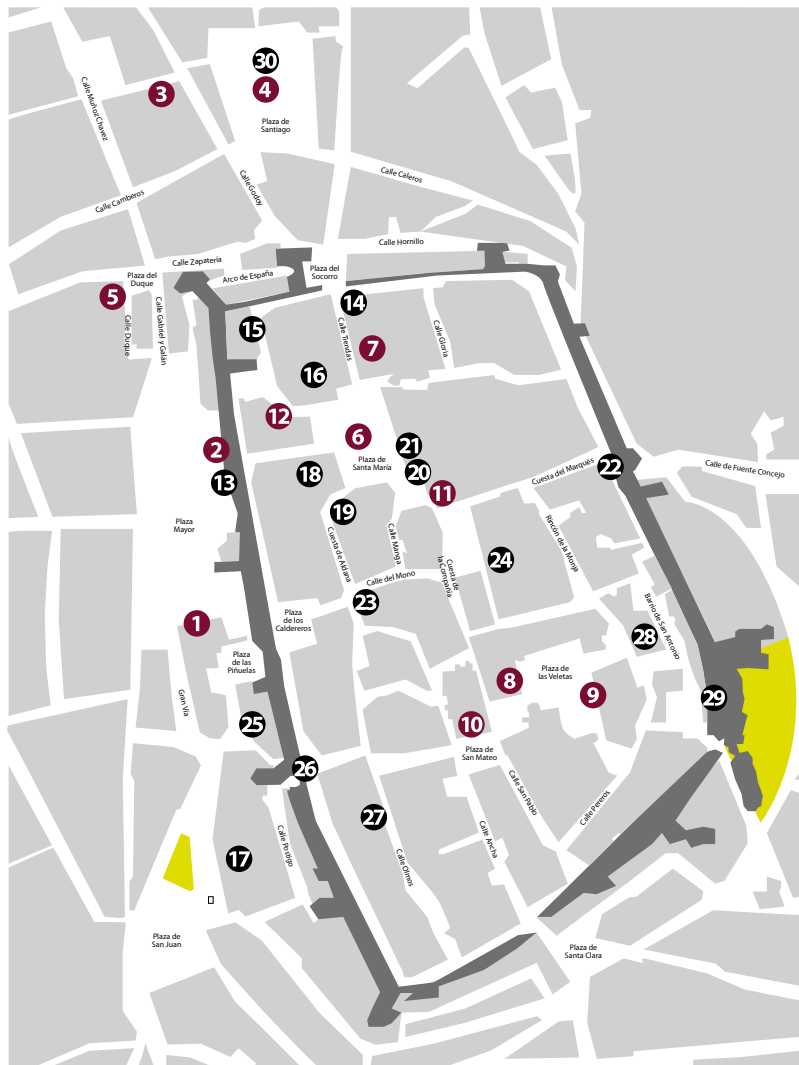 30
3
4
Calle Muñoz Chavez
Plaza de
Santiago
Calle Godoy
Calle Caleros
Calle Camberos
Calle Hornillo
Calle Zapatería
Plaza del
Duque
Arco de España
Plaza del
Socorro
5
14
Calle Duque
Calle Gabriel y Galán
15
Calle Tiendas
7
Calle Gloria
16
12
6
2
21
Plaza de
Santa María
13
18
20
22
Calle de Fuente Concejo
Cuesta del Marqués
11
19
Plaza
Mayor
Cuesta de Aldana
Calle Manga
Rincón de la Monja
24
Cuesta de
la Compañía
Calle del Mono
23
Plaza
de los
Caldereros
1
Barrio de San Antonio
28
Plaza
de las
Piñuelas
8
Plaza de
las Veletas
9
29
Gran Vía
25
10
Plaza de
San Mateo
26
Calle San Pablo
Calle Pereros
27
17
Calle Postigo
Calle Olmos
Calle Ancha
Plaza de
San Juan
Plaza de
Santa Clara